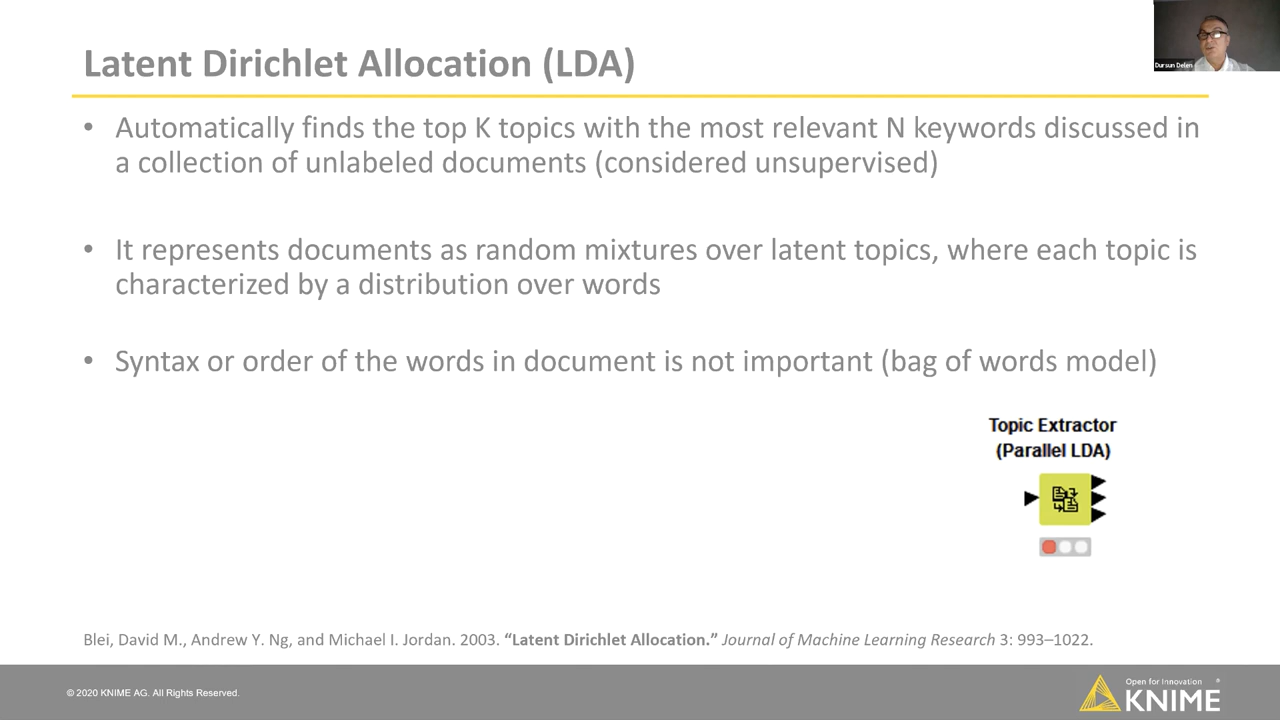 Latent Dirichlet Allocation (LDA)
Dursun Delen
• Automatically finds the top K topics with the most relevant N keywords discussed in
a collection of unlabeled documents (considered unsupervised)
• It represents documents as random mixtures over latent topics, where each topic is
characterized by a distribution over words
• Syntax or order of the words in document is not important (bag of words model)
Topic Extractor
(Parallel LDA)
Blei, David M., Andrew Y. Ng, and Michael I. Jordan. 2003. “Latent Dirichlet Allocation.” Journal of Machine Learning Research 3: 993–1022.
© 2020 KNIME AG. All Rights Reserved.
Open for Innovation ®
KNIME